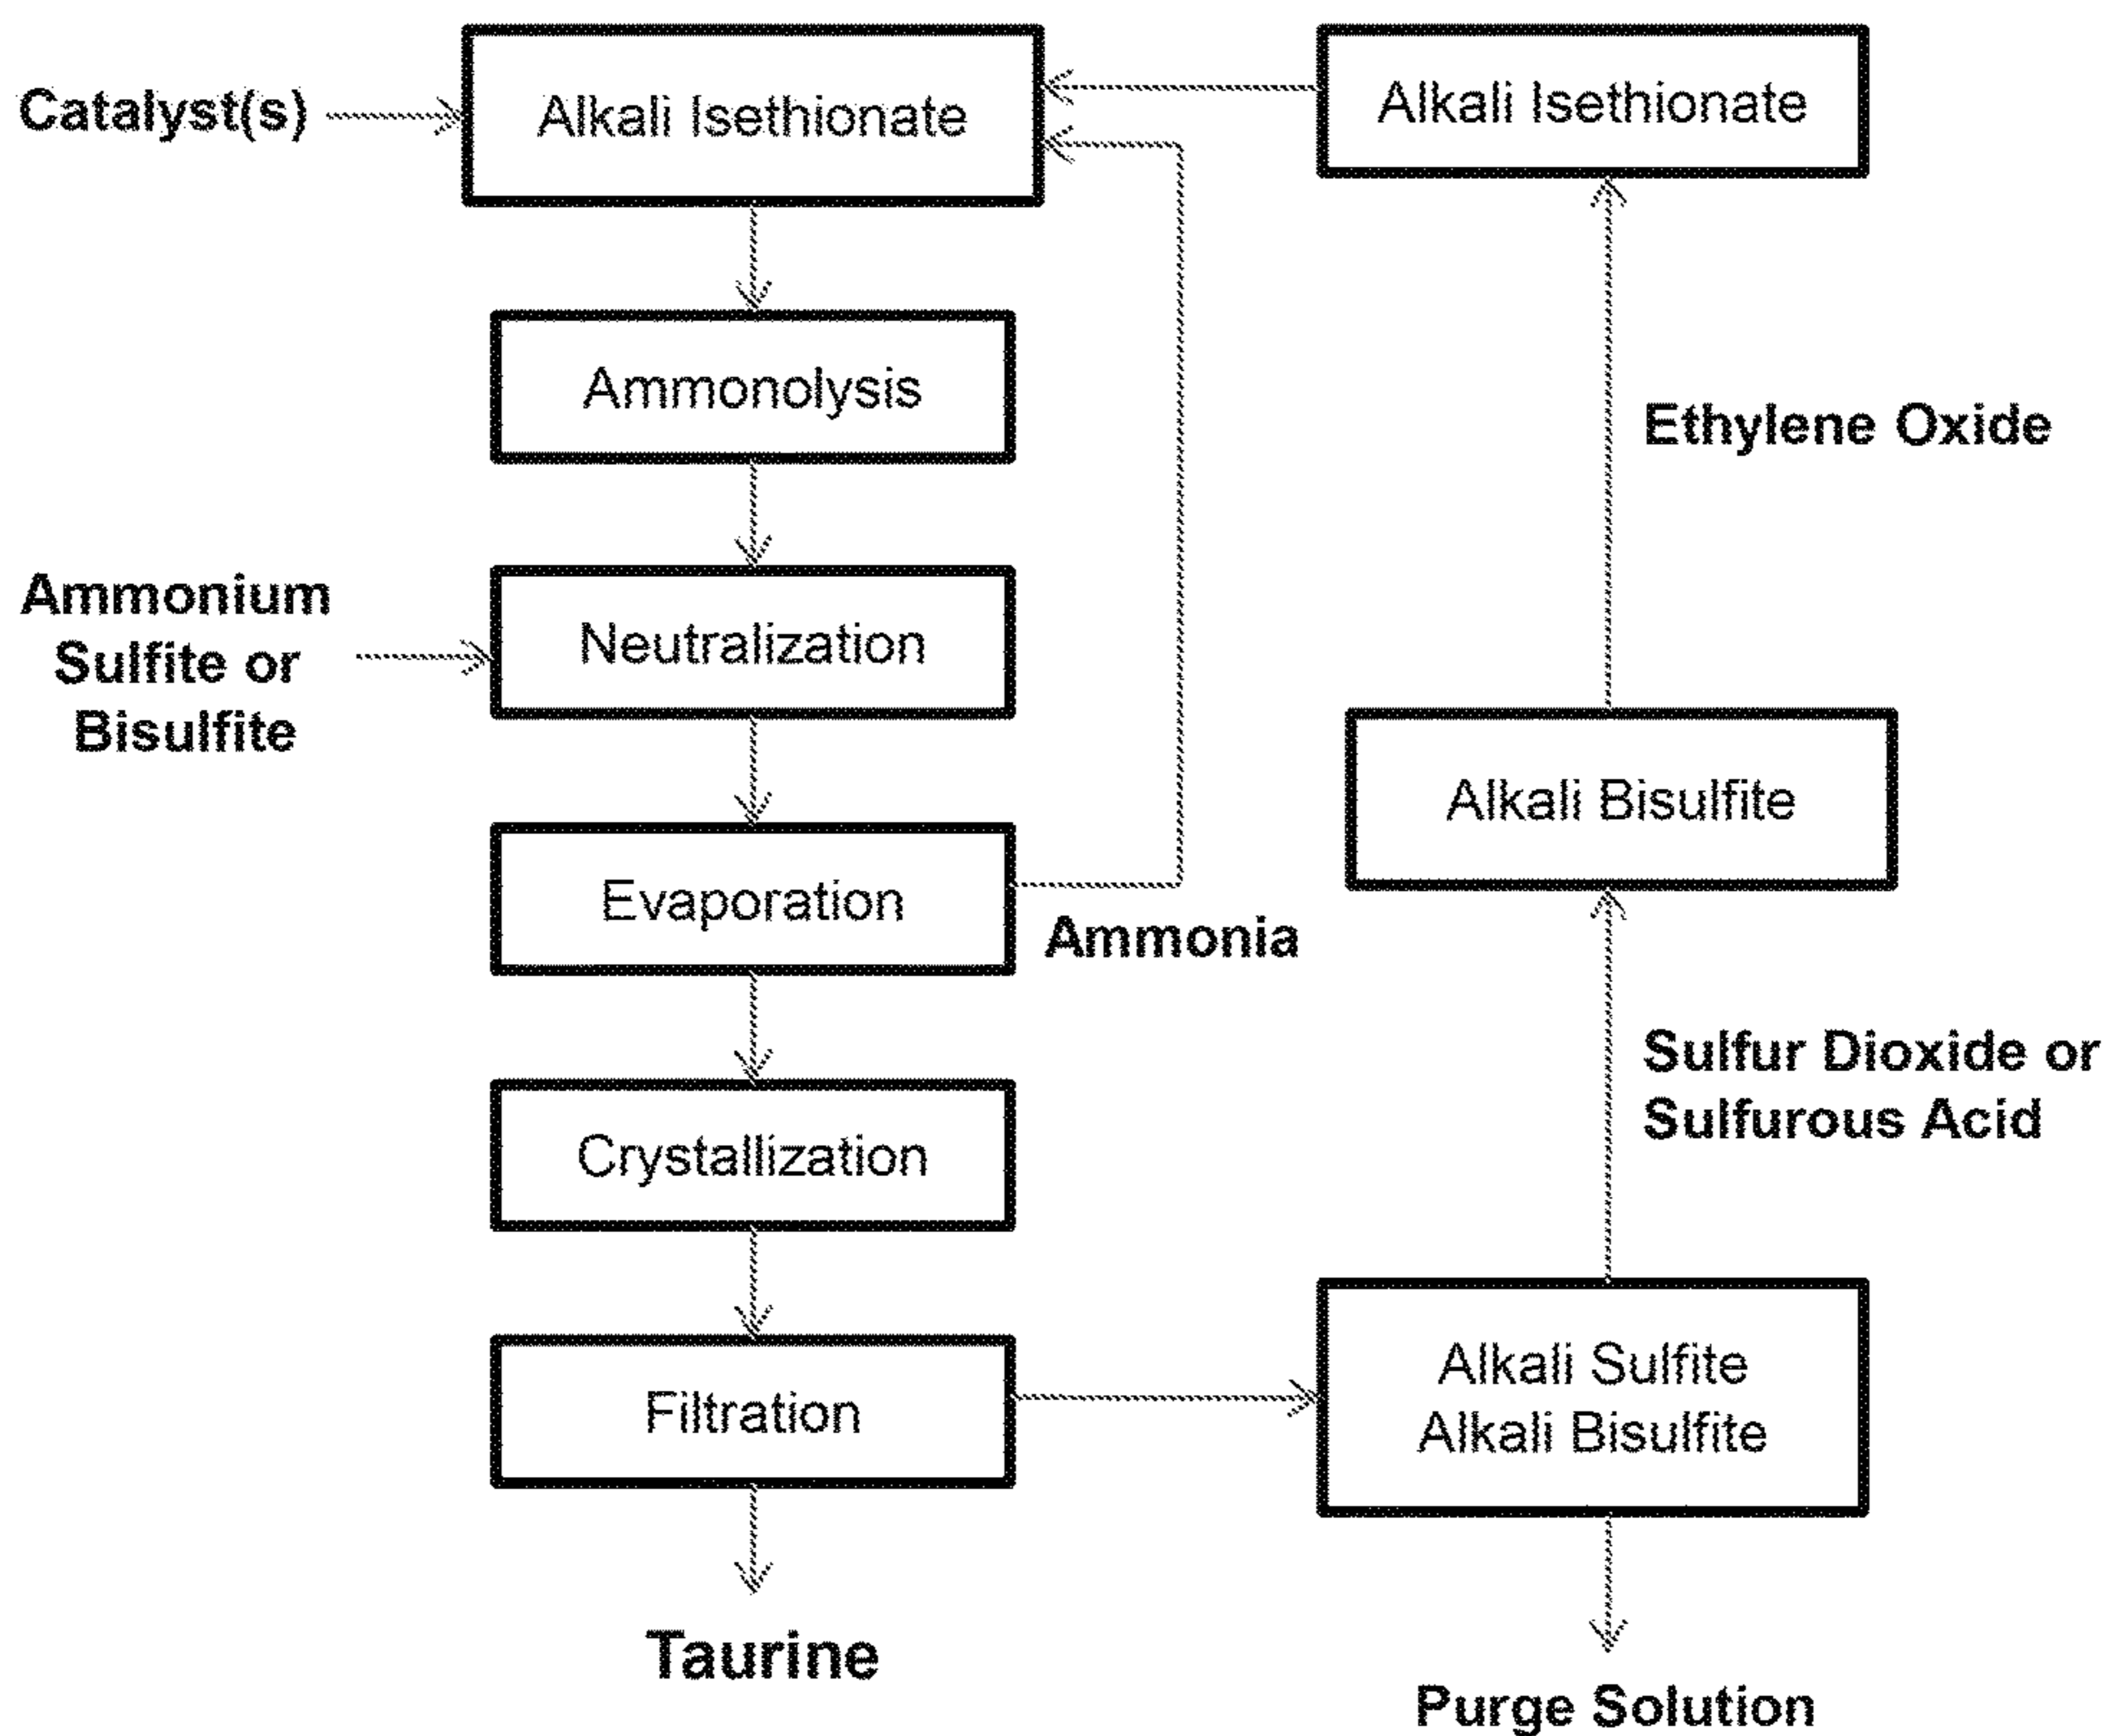 Catalyst(s)
Alkali Isethionate
Alkali Isethionate
Ammonolysis
Ethylene Oxide
Ammonium
Sulfite or
Bisulfite
Neutralization
Alkali Bisulfite
Evaporation
Ammonia
Sulfur Dioxide or
Sulfurous Acid
Crystallization
Filtration
Alkali Sulfite
Alkali Bisulfite
Taurine
Purge Solution